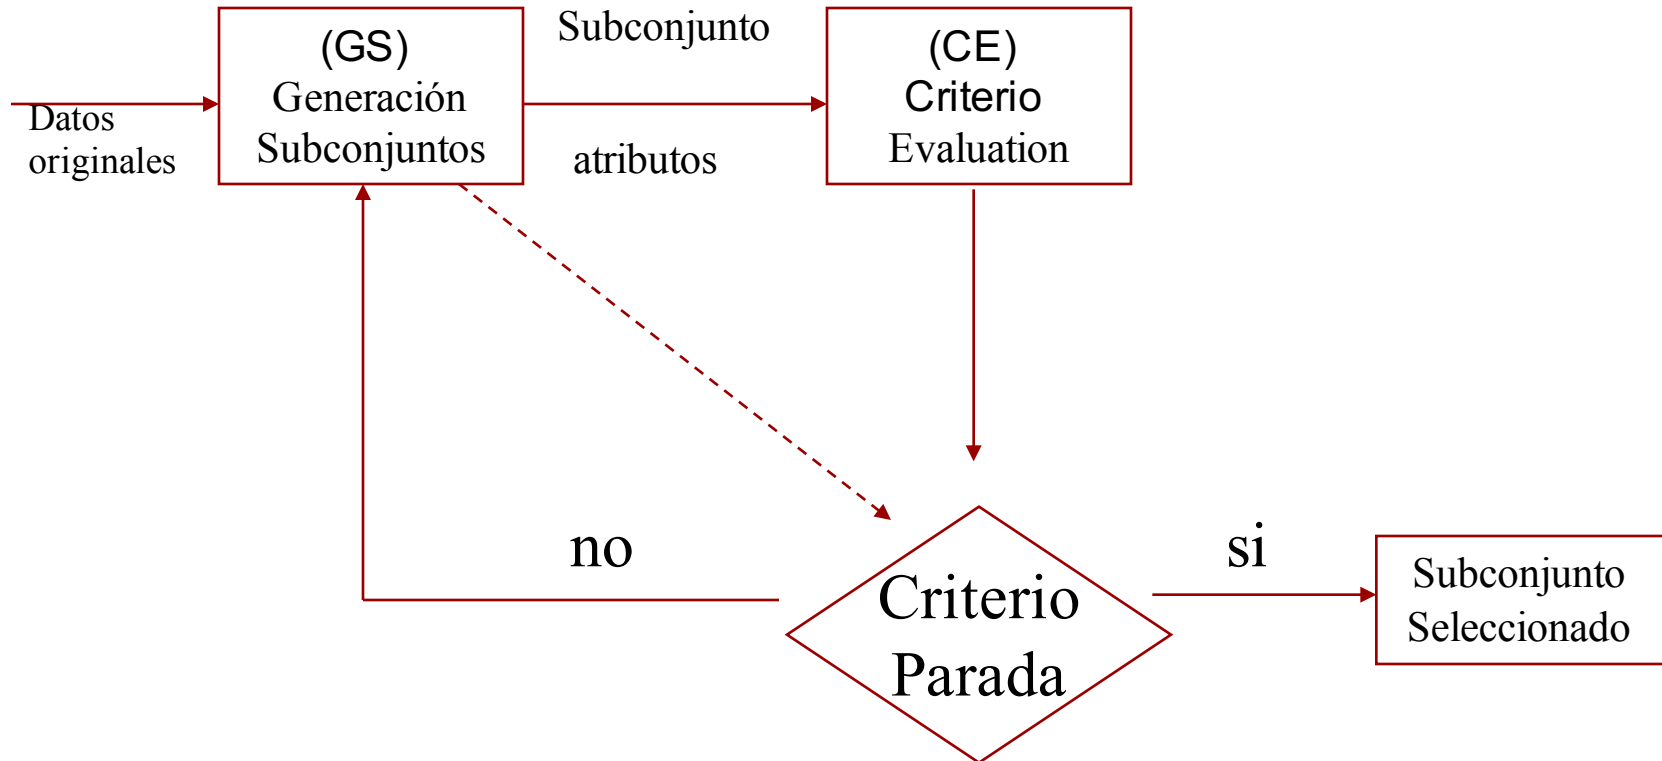 (GS)
Generación
Subconjuntos
Subconjunto
atributos
(CE)
Criterio
Evaluation
Datos
originales
no
Criterio
Parada
si
Subconjunto
Seleccionado